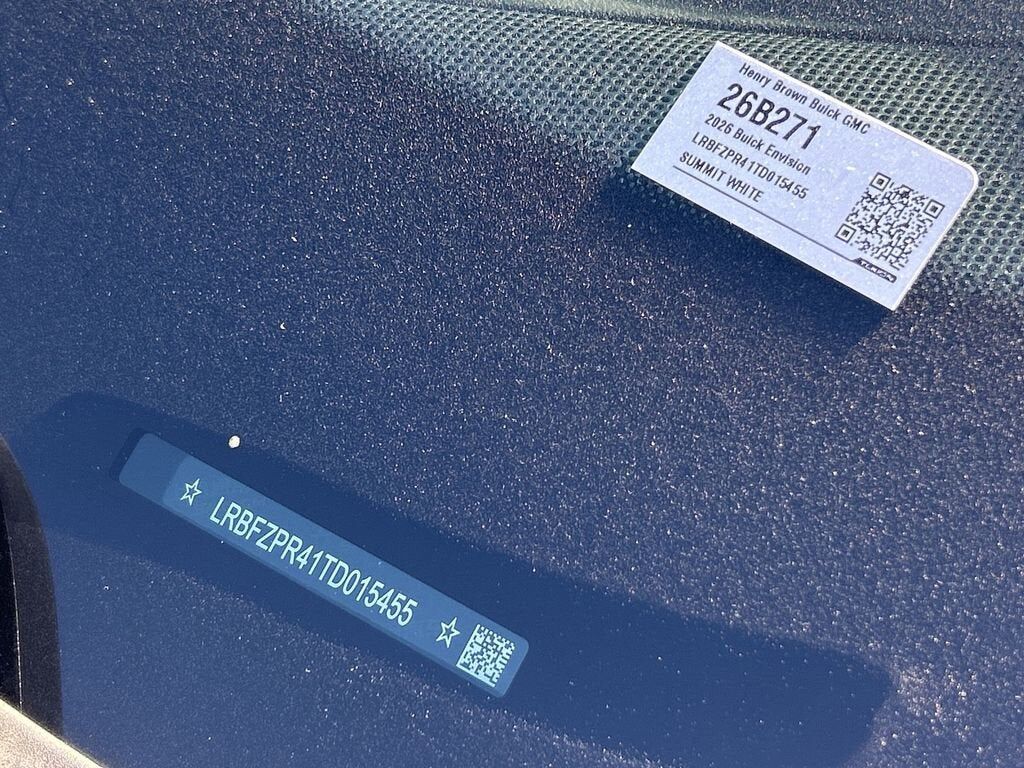 Henry Brown Buick GMC
26B271
2026 Buick Envision
LRBFZPR41TD015455
SUMMIT WHITE
☆ LRBFZPR41TD015455 ☆